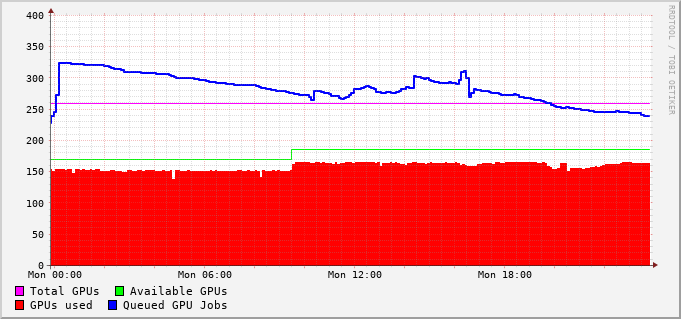 RRDTOOL / TOBI OETIKER
400
350
300
250
200
150
100
50
0
Mon 00:00 Mon 06:00 Mon 12:00 Mon 18:00
Total GPUs Available GPUs
GPUs used Queued GPU Jobs